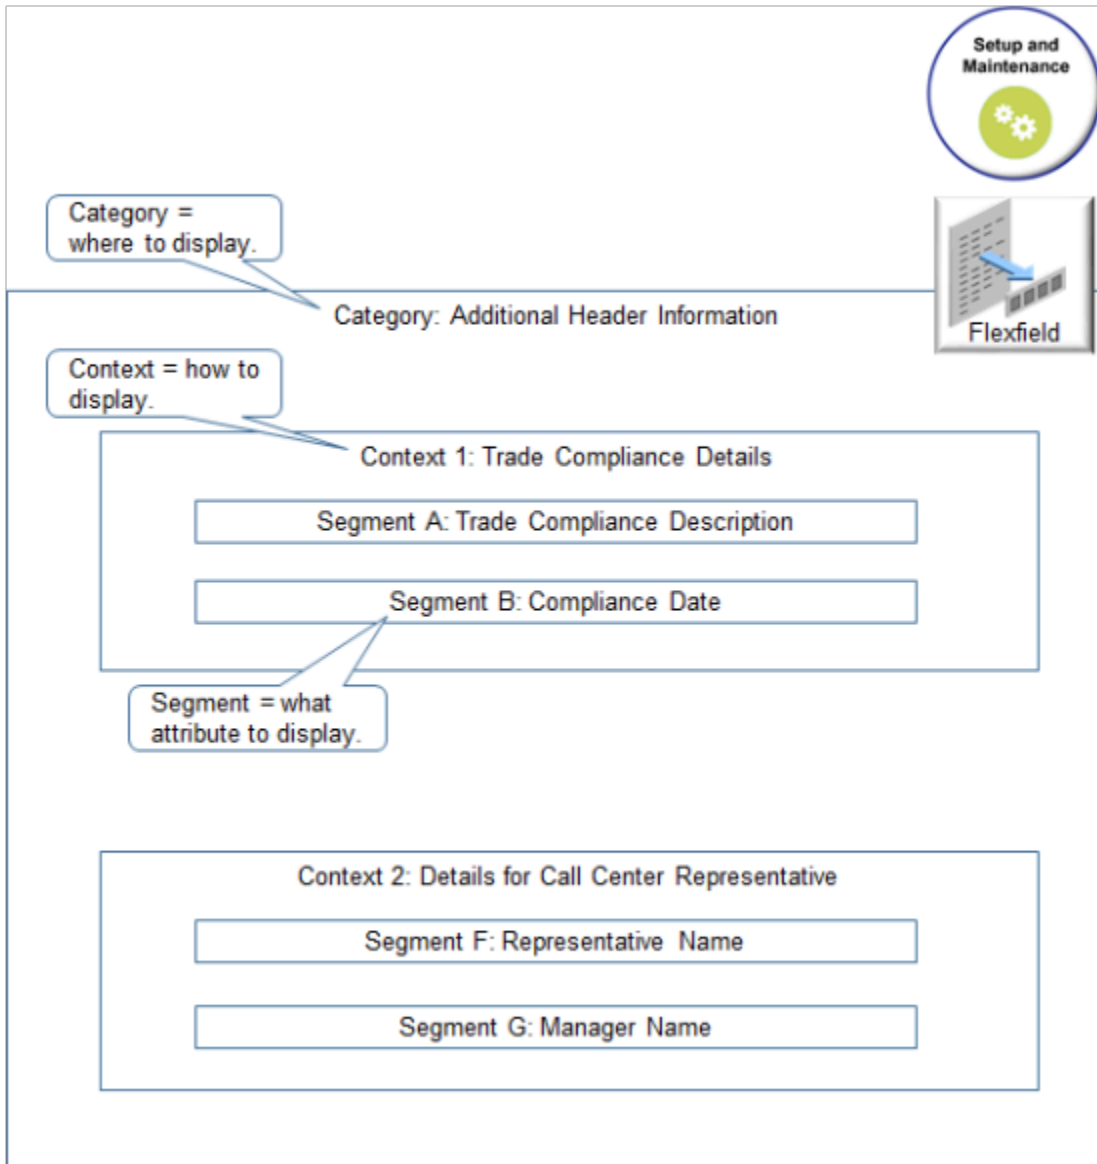 Setup and
Maintenance
Category =
where to display.
Flexfield
Category: Additional Header Information
Context = how to
display.
Context 1: Trade Compliance Details
Segment A: Trade Compliance Description
Segment B: Compliance Date
Segment = what
attribute to display.
Context 2: Details for Call Center Representative
Segment F: Representative Name
Segment G: Manager Name